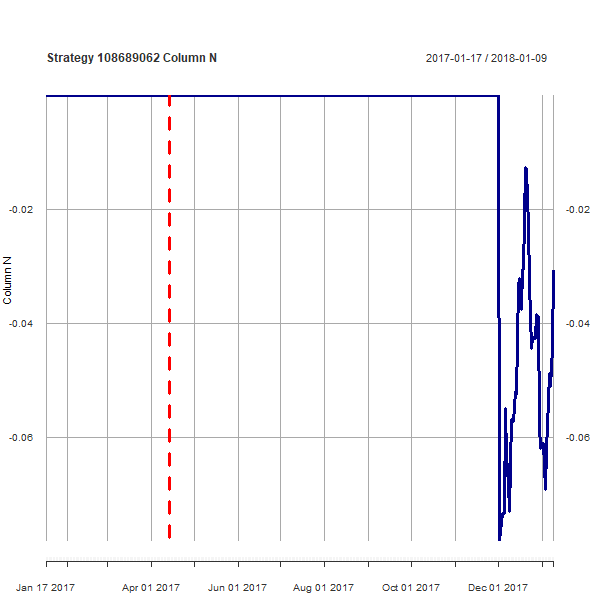 Strategy 108689062 Column N 2017-01-17 / 2018-01-09
-0.02 -0.02
Column N
-0.04 -0.04
-0.06 -0.06
Jan 17 2017 Apr 01 2017 Jun 01 2017 Aug 01 2017 Oct 01 2017 Dec 01 2017